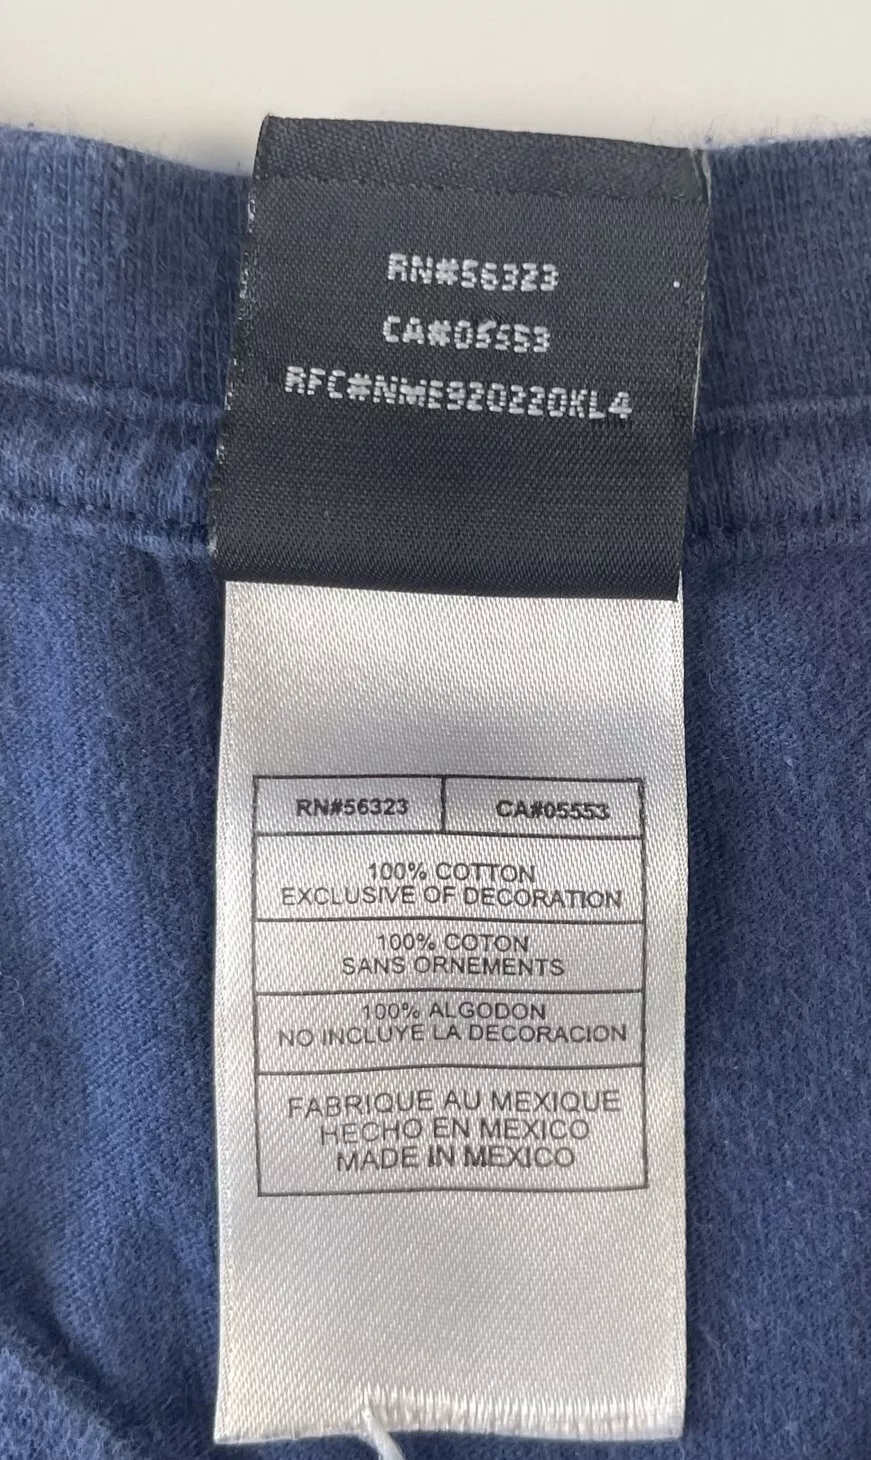 RN#56323
CA#05553
RFC#NME920220KL4
RN#56323 CA#05553
100% COTTON
EXCLUSIVE OF DECORATION
100% COTON
SANS ORNEMENTS
100% ALGODON
NO INCLUYE LA DECORACION
FABRIQUE AU MEXIQUE
HECHO EN MEXICO
MADE IN MEXICO